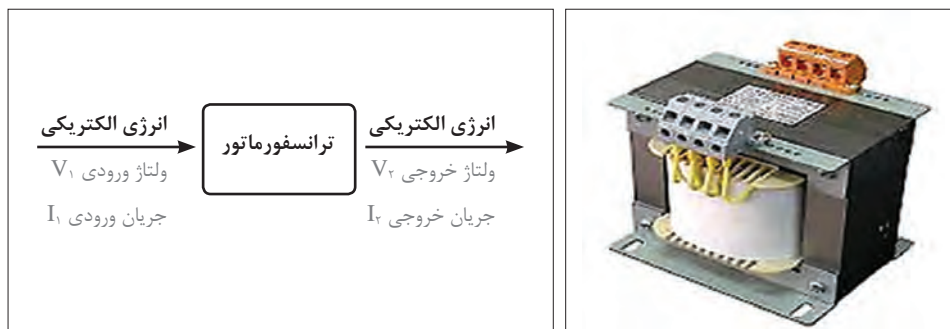 انرژی الکتریکی
ولتاژ ورودی V۱
جریان ورودی I۱
ترانسفورماتور
انرژی الکتریکی
ولتاژ خروجی V۲
جریان خروجی I۲